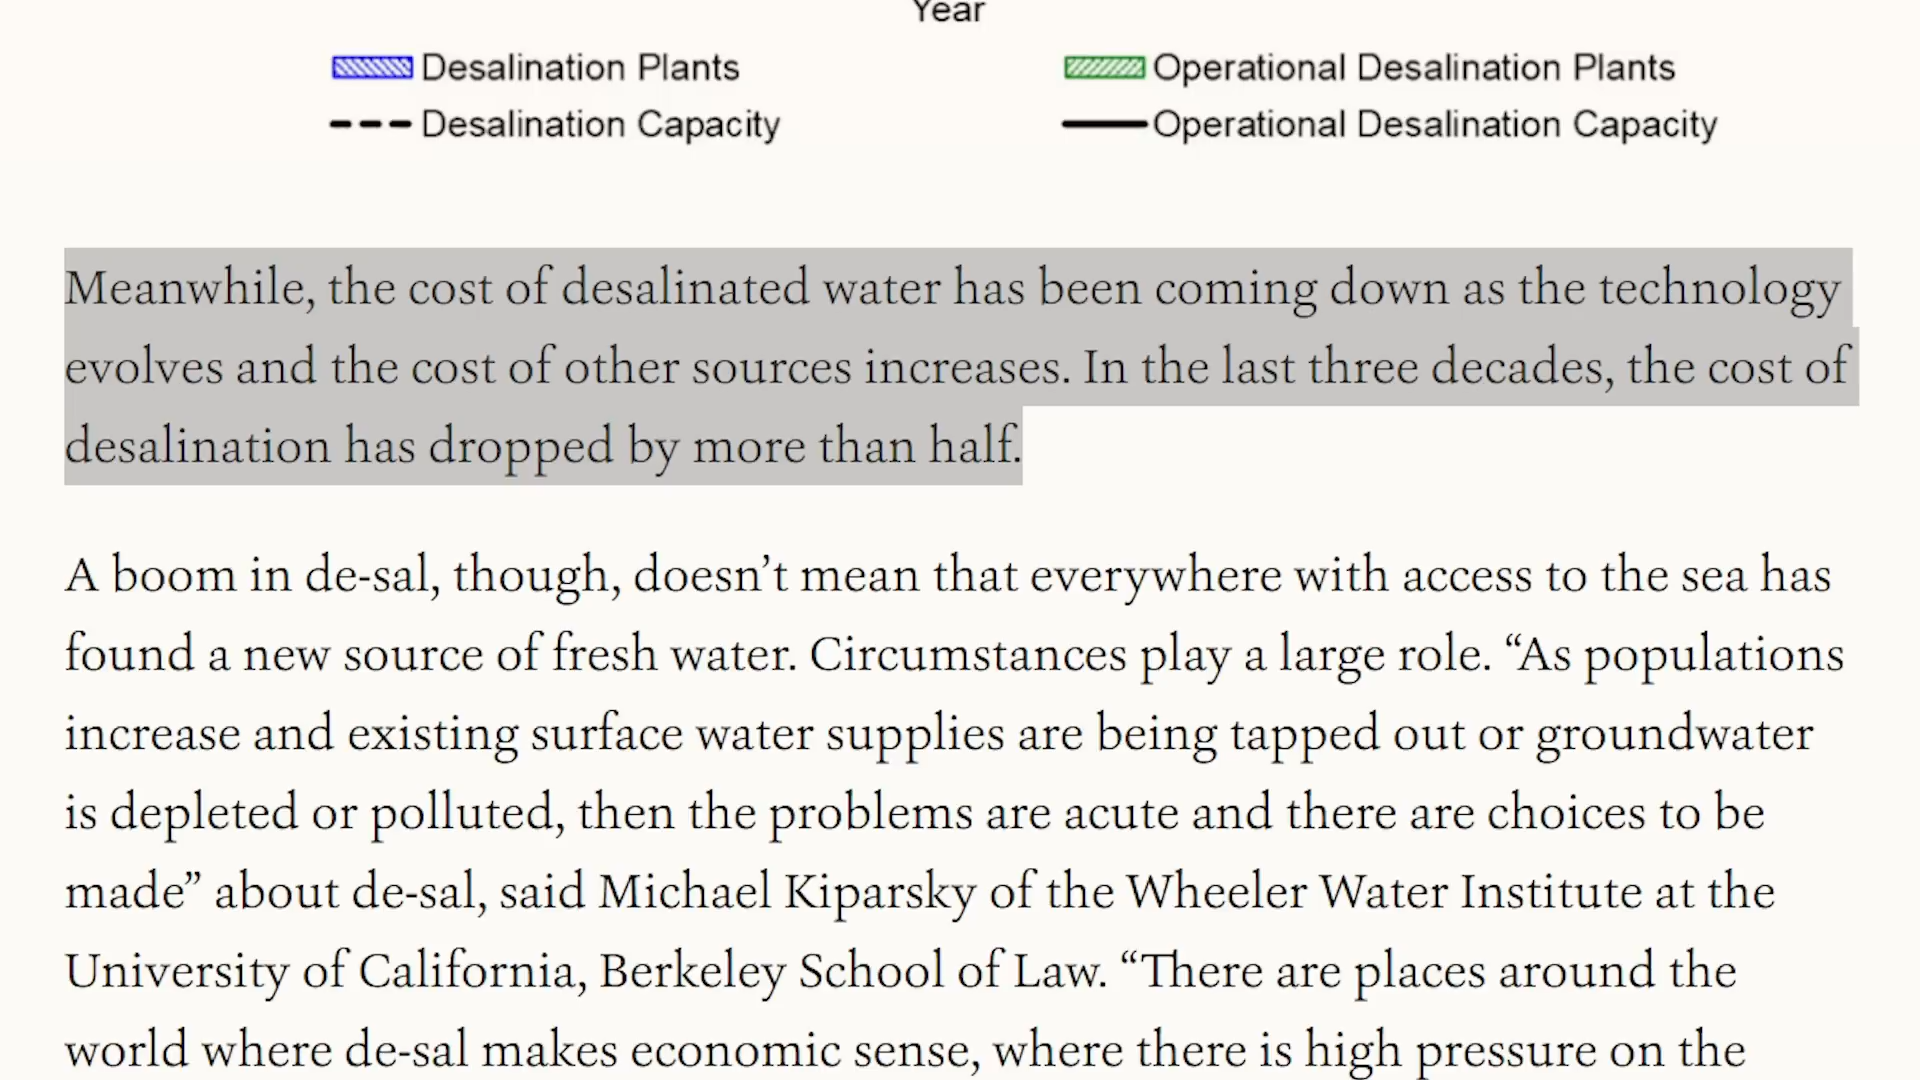 Year
Desalination Plants
Operational Desalination Plants
Desalination Capacity
Operational Desalination Capacity
Meanwhile, the cost of desalinated water has been coming down as the technology
evolves and the cost of other sources increases. In the last three decades, the cost of
desalination has dropped by more than half.
A boom in de-sal, though, doesn’t mean that everywhere with access to the sea has
found a new source of fresh water. Circumstances play a large role. “As populations
increase and existing surface water supplies are being tapped out or groundwater
is depleted or polluted, then the problems are acute and there are choices to be
made” about de-sal, said Michael Kiparsky of the Wheeler Water Institute at the
University of California, Berkeley School of Law. “There are places around the
world where de-sal makes economic sense, where there is high pressure on the